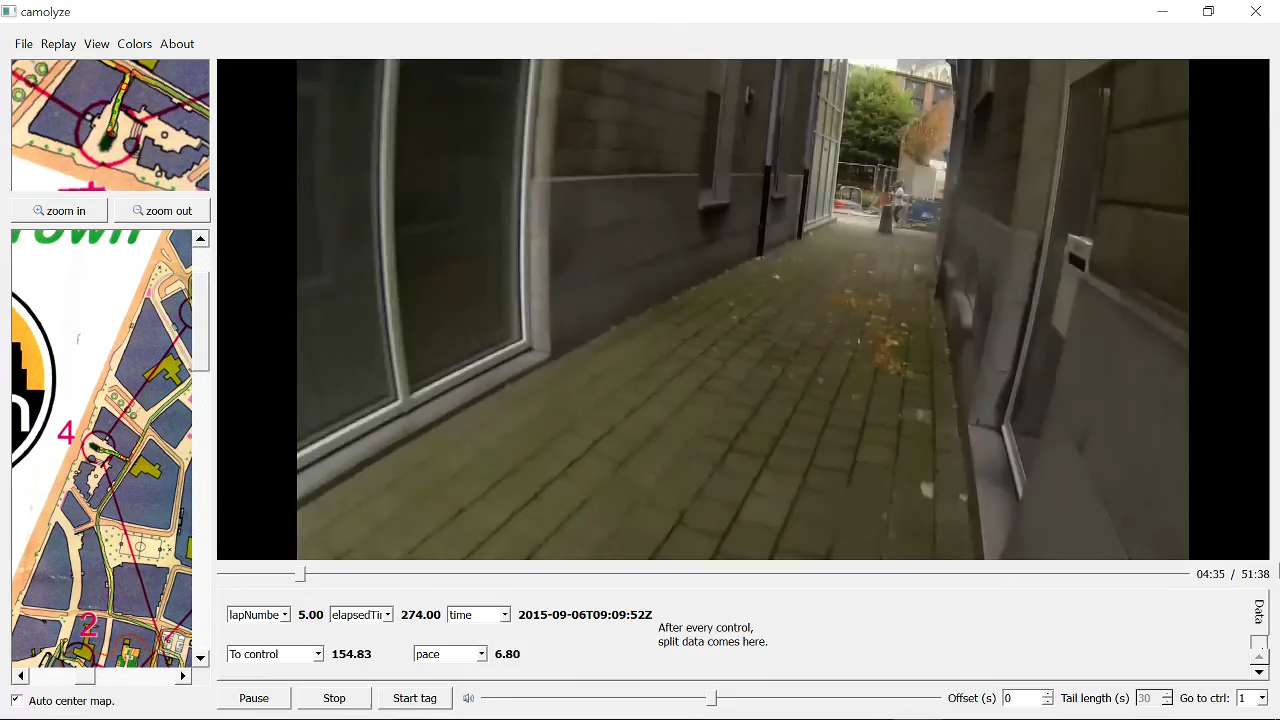 camolyze
File Replay View Colors About
zoom in zoom out
Town
4
2
04:35 / 51:38
lapNumbe 5.00 elapsedTi 274.00 time 2015-09-06T09:09:52Z
After every control,
split data comes here.
Data
To control 154.83 pace 6.80
Auto center map.
Pause Stop Start tag Offset (s) 0 Tail length (s) 30 Go to ctrl: 1